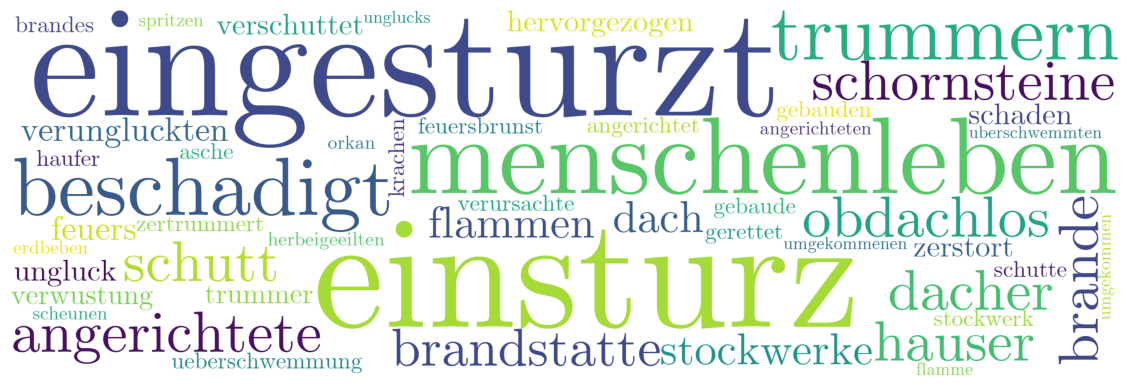 brandes spritzen verschuttet unglucks hervorgezogen
eingesturzt trummern
schornsteine
verungluckten feuersbrunst angerichtet gebauden schaden
angerichteten uberschwemmten
haufer asche orkan krachen menschenleben
beschadigt verursachte gebaude
flammen dach obdachlos brande
feuers zertrummert gerettet
herbeigeeilten umgekommenen zerstort umgekommen
erdbeben
ungluck schutt einsturz schutte
verwustung trummer dacher
scheunen stockwerk
angerichtete brandstatte stockwerke hauser
ueberschwemmung flamme